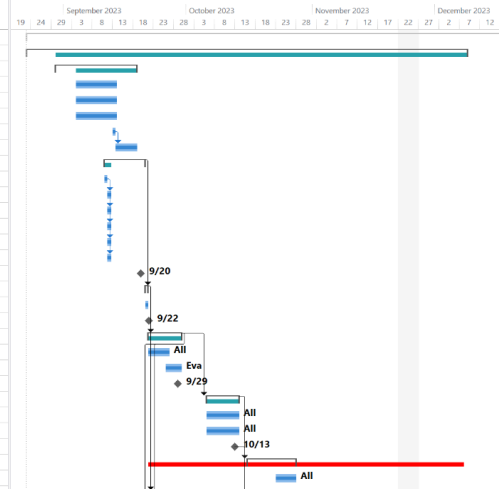 September 2023 October 2023 November 2023 December 2023
19 24 29 3 8 13 18 23 28 3 8 13 18 23 28 2 7 12 17 22 27 2 7 12
9/20
9/22
All
Eva
9/29
All
All
10/13
All